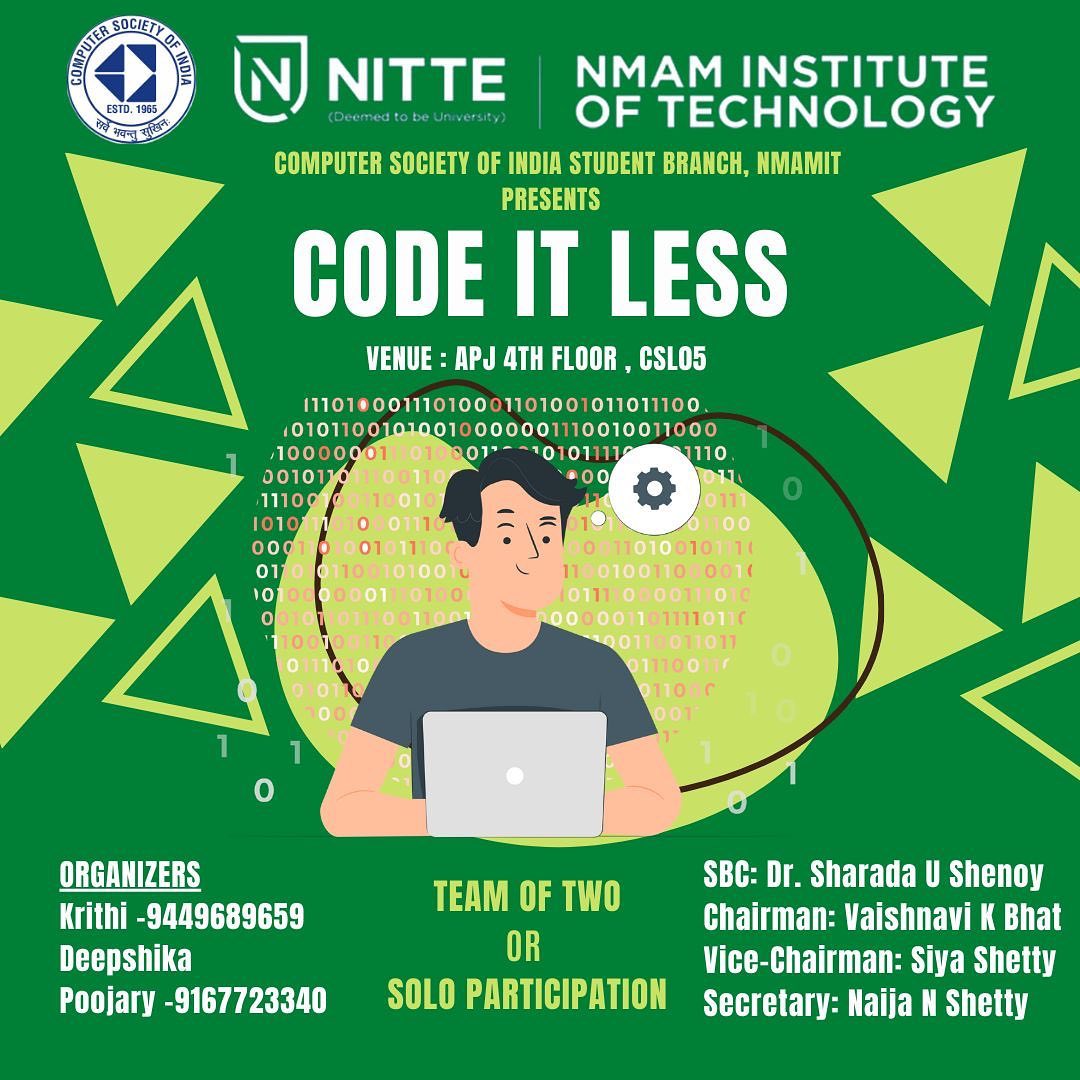 COMPUTER SOCIETY OF INDIA
ESTD. 1965
सर्वे भवन्तु सुखिनः
N NITTE
(Deemed to be University)
NMAM INSTITUTE
OF TECHNOLOGY
COMPUTER SOCIETY OF INDIA STUDENT BRANCH, NMAMIT
PRESENTS
CODE IT LESS
VENUE : APJ 4TH FLOOR , CSL05
ORGANIZERS
Krithi -9449689659
Deepshika
Poojary -9167723340
TEAM OF TWO
OR
SOLO PARTICIPATION
SBC: Dr. Sharada U Shenoy
Chairman: Vaishnavi K Bhat
Vice-Chairman: Siya Shetty
Secretary: Naija N Shetty